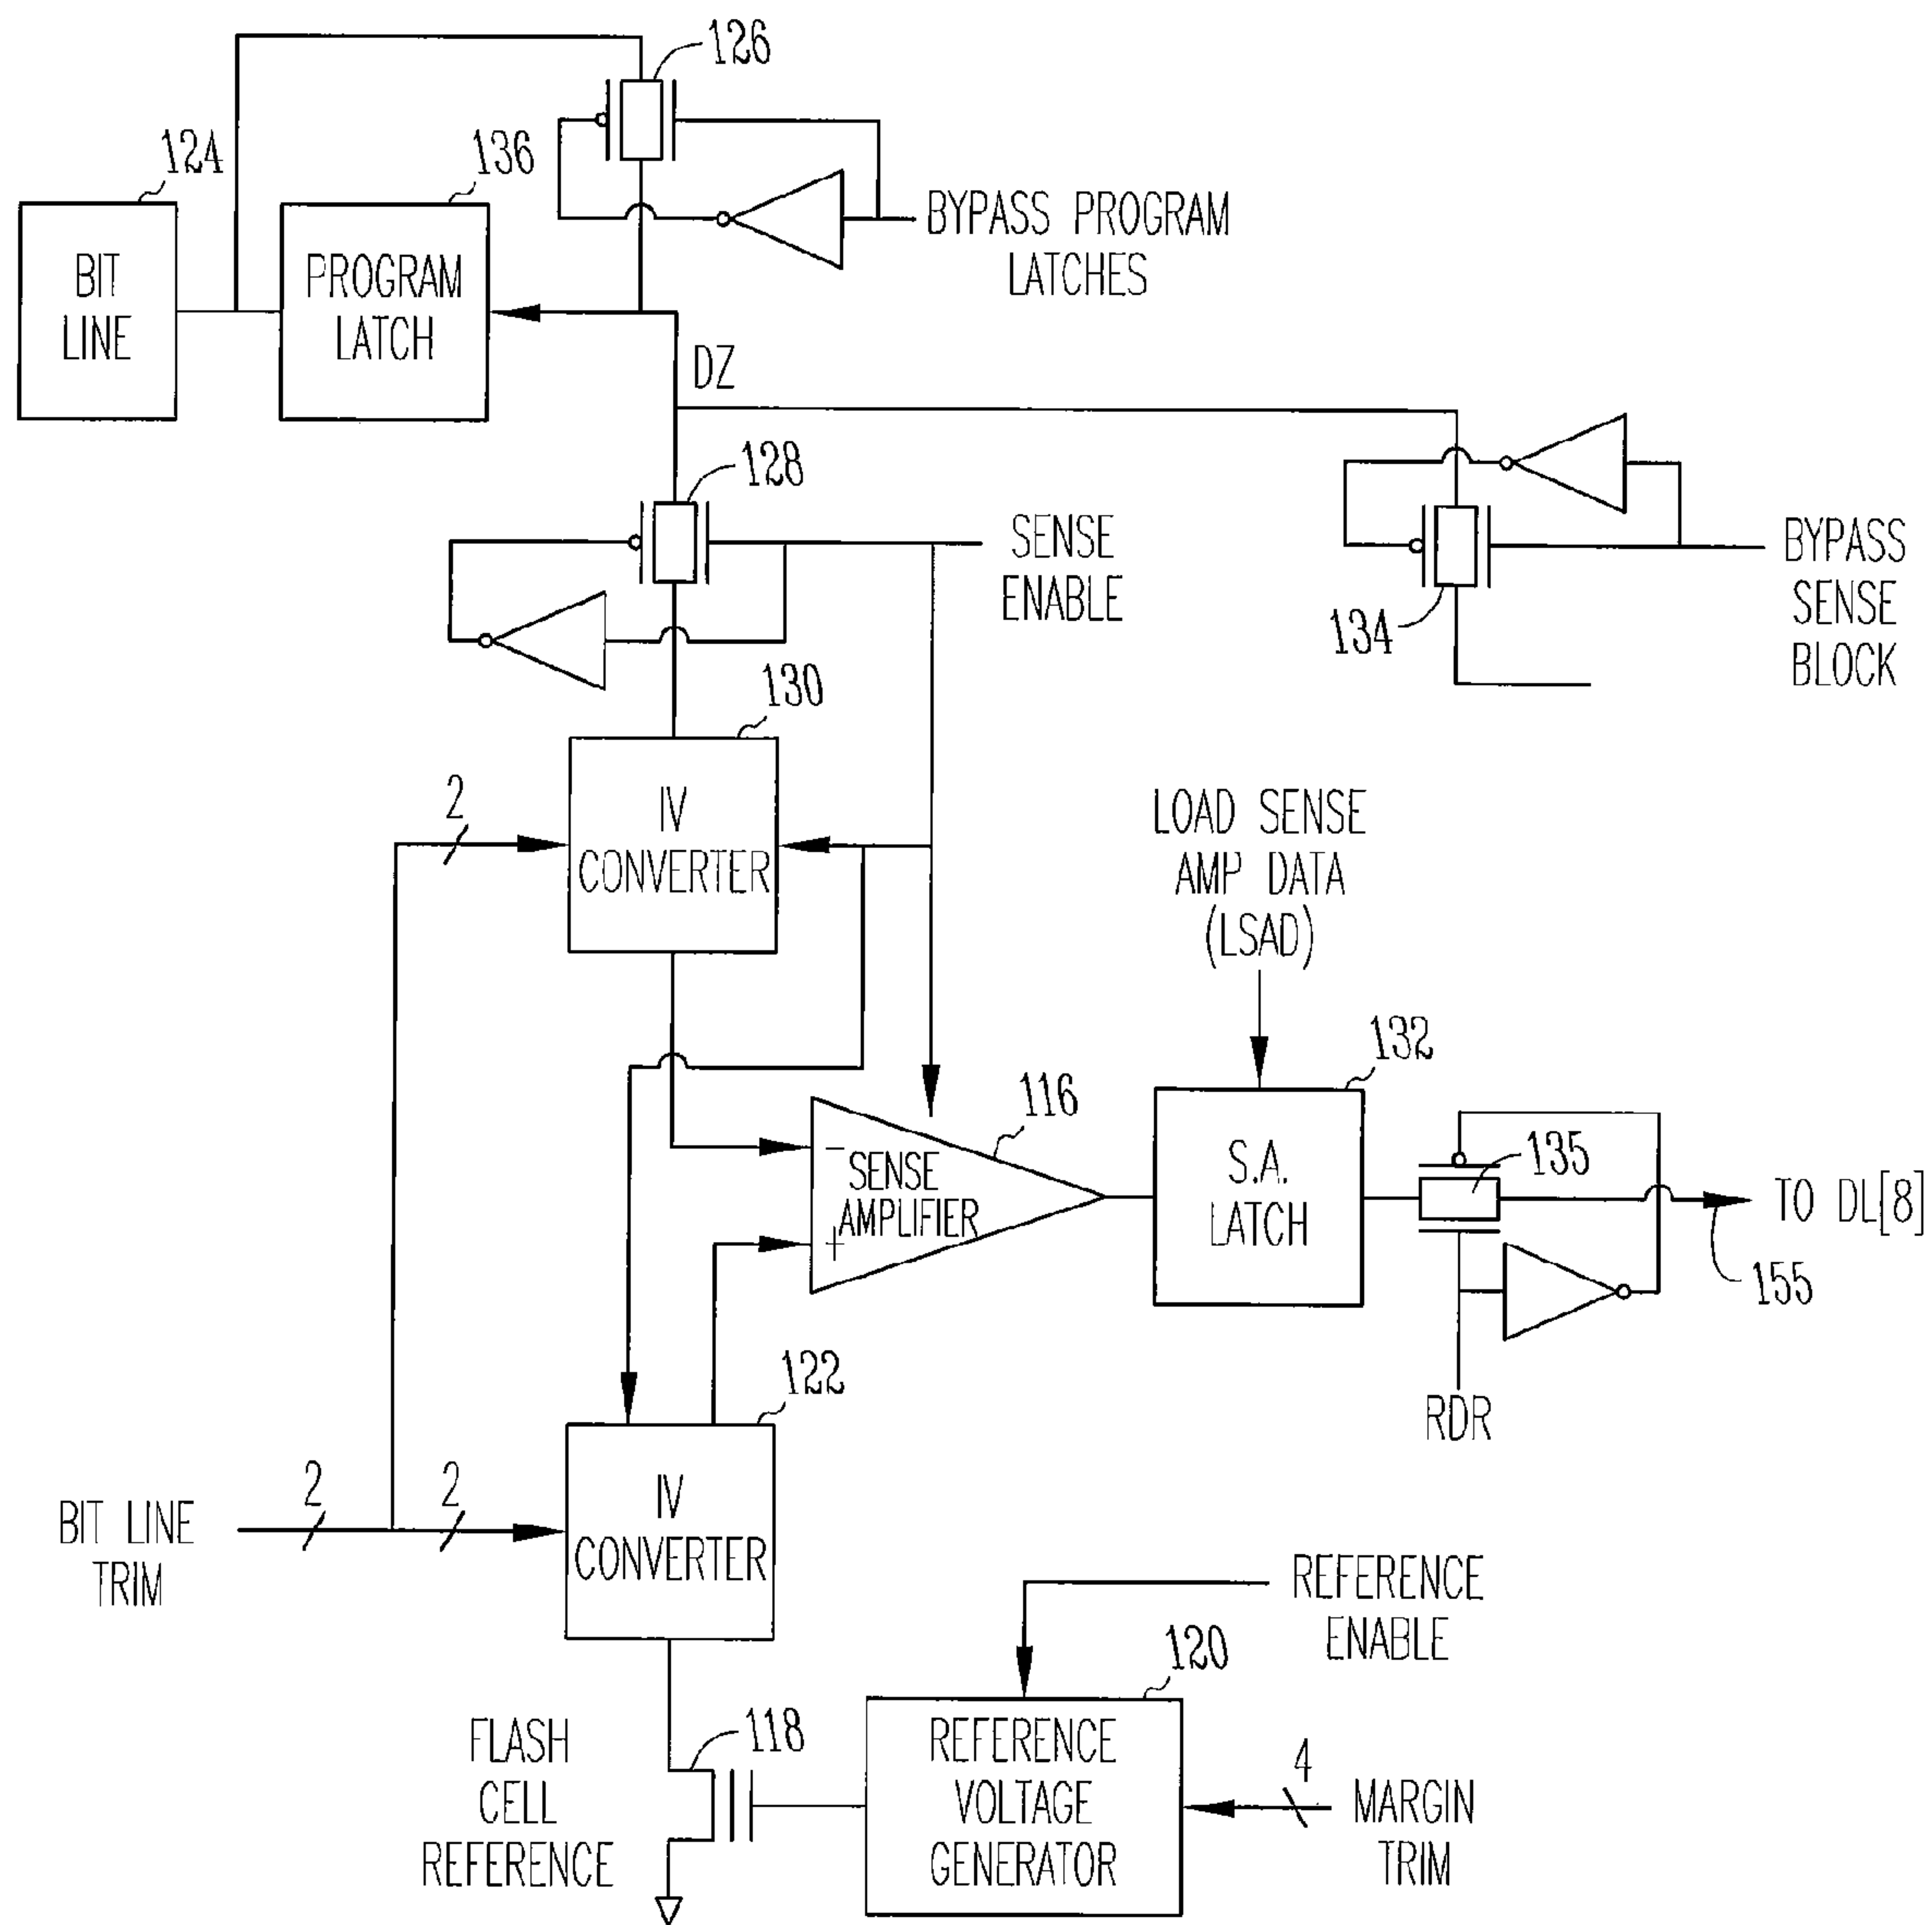 126
124
136
BIT
LINE
PROGRAM
LATCH
BYPASS PROGRAM
LATCHES
DZ
128
SENSE
ENABLE
134
BYPASS
SENSE
BLOCK
130
2
IV
CONVERTER
LOAD SENSE
AMP DATA
(LSAD)
132
116
-
SENSE
AMPLIFIER
+
S.A.
LATCH
135
TO DL[8]
155
RDR
122
BIT LINE
TRIM
2
2
IV
CONVERTER
REFERENCE
ENABLE
120
FLASH
CELL
REFERENCE
118
REFERENCE
VOLTAGE
GENERATOR
4
MARGIN
TRIM